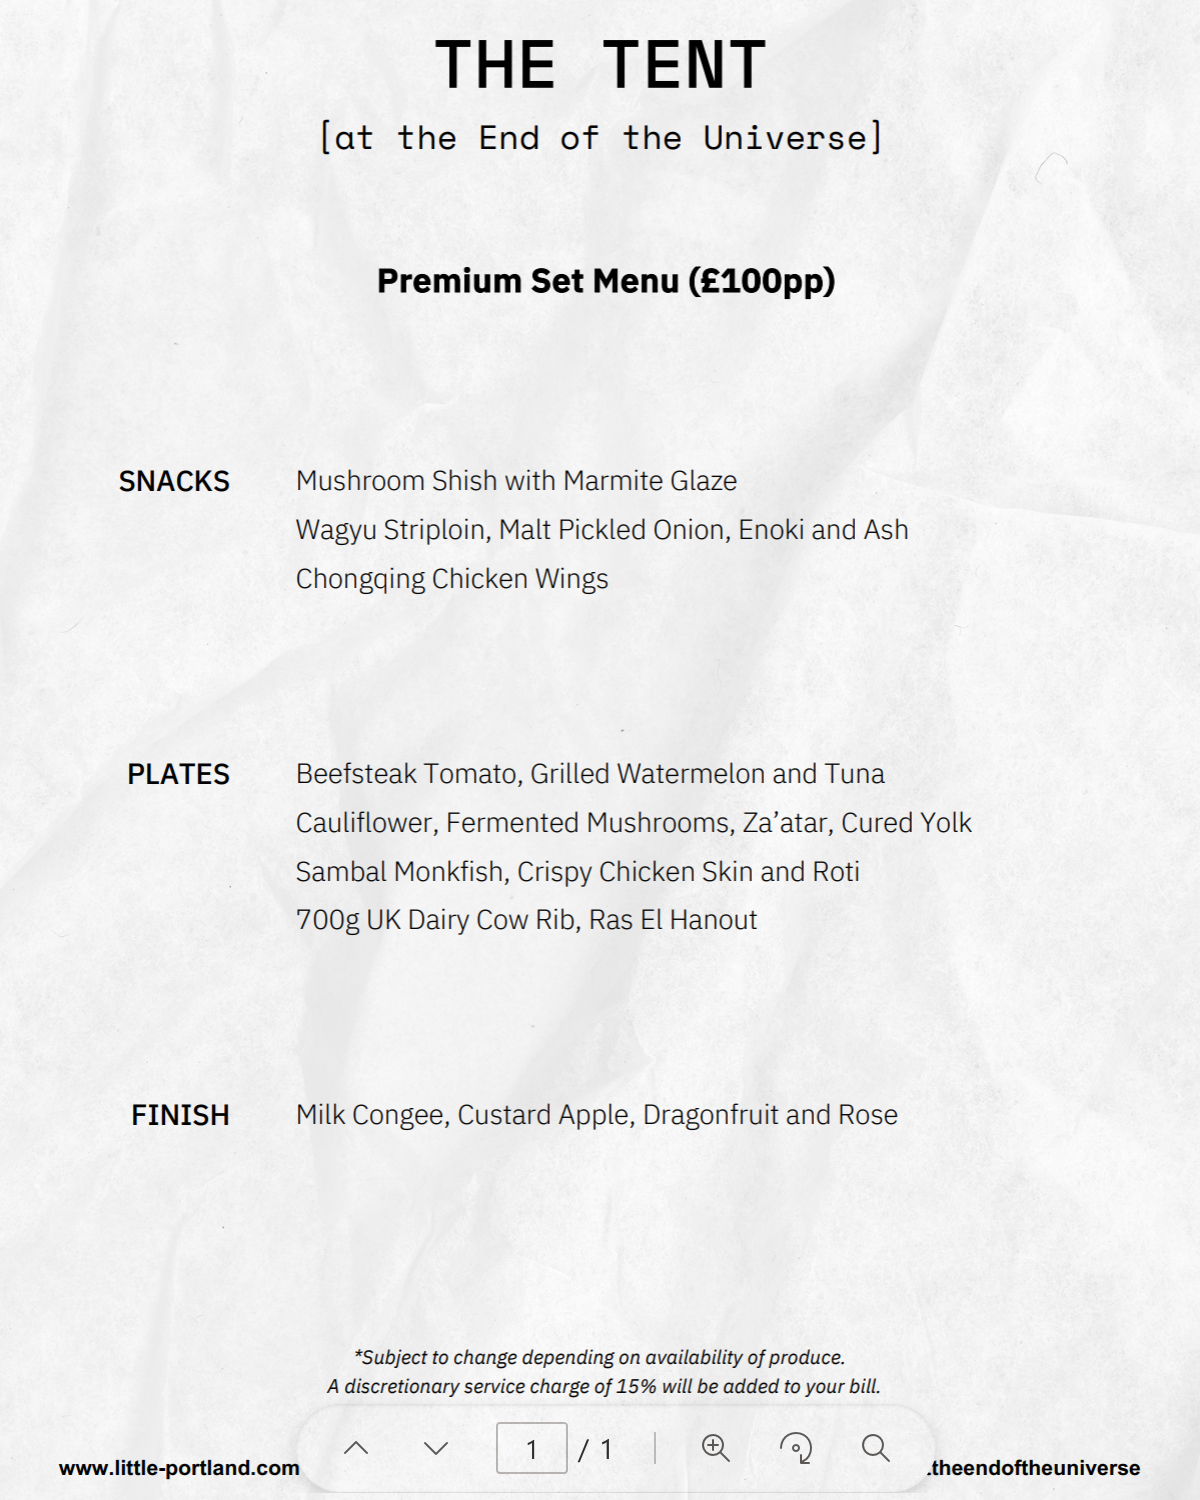 THE TENT
[at the End of the Universe]
Premium Set Menu (£100pp)
SNACKS
Mushroom Shish with Marmite Glaze
Wagyu Striploin, Malt Pickled Onion, Enoki and Ash
Chongqing Chicken Wings
PLATES
Beefsteak Tomato, Grilled Watermelon and Tuna
Cauliflower, Fermented Mushrooms, Za’atar, Cured Yolk
Sambal Monkfish, Crispy Chicken Skin and Roti
700g UK Dairy Cow Rib, Ras El Hanout
FINISH
Milk Congee, Custard Apple, Dragonfruit and Rose
*Subject to change depending on availability of produce.
A discretionary service charge of 15% will be added to your bill.
1 / 1
www.little-portland.com
theendoftheuniverse